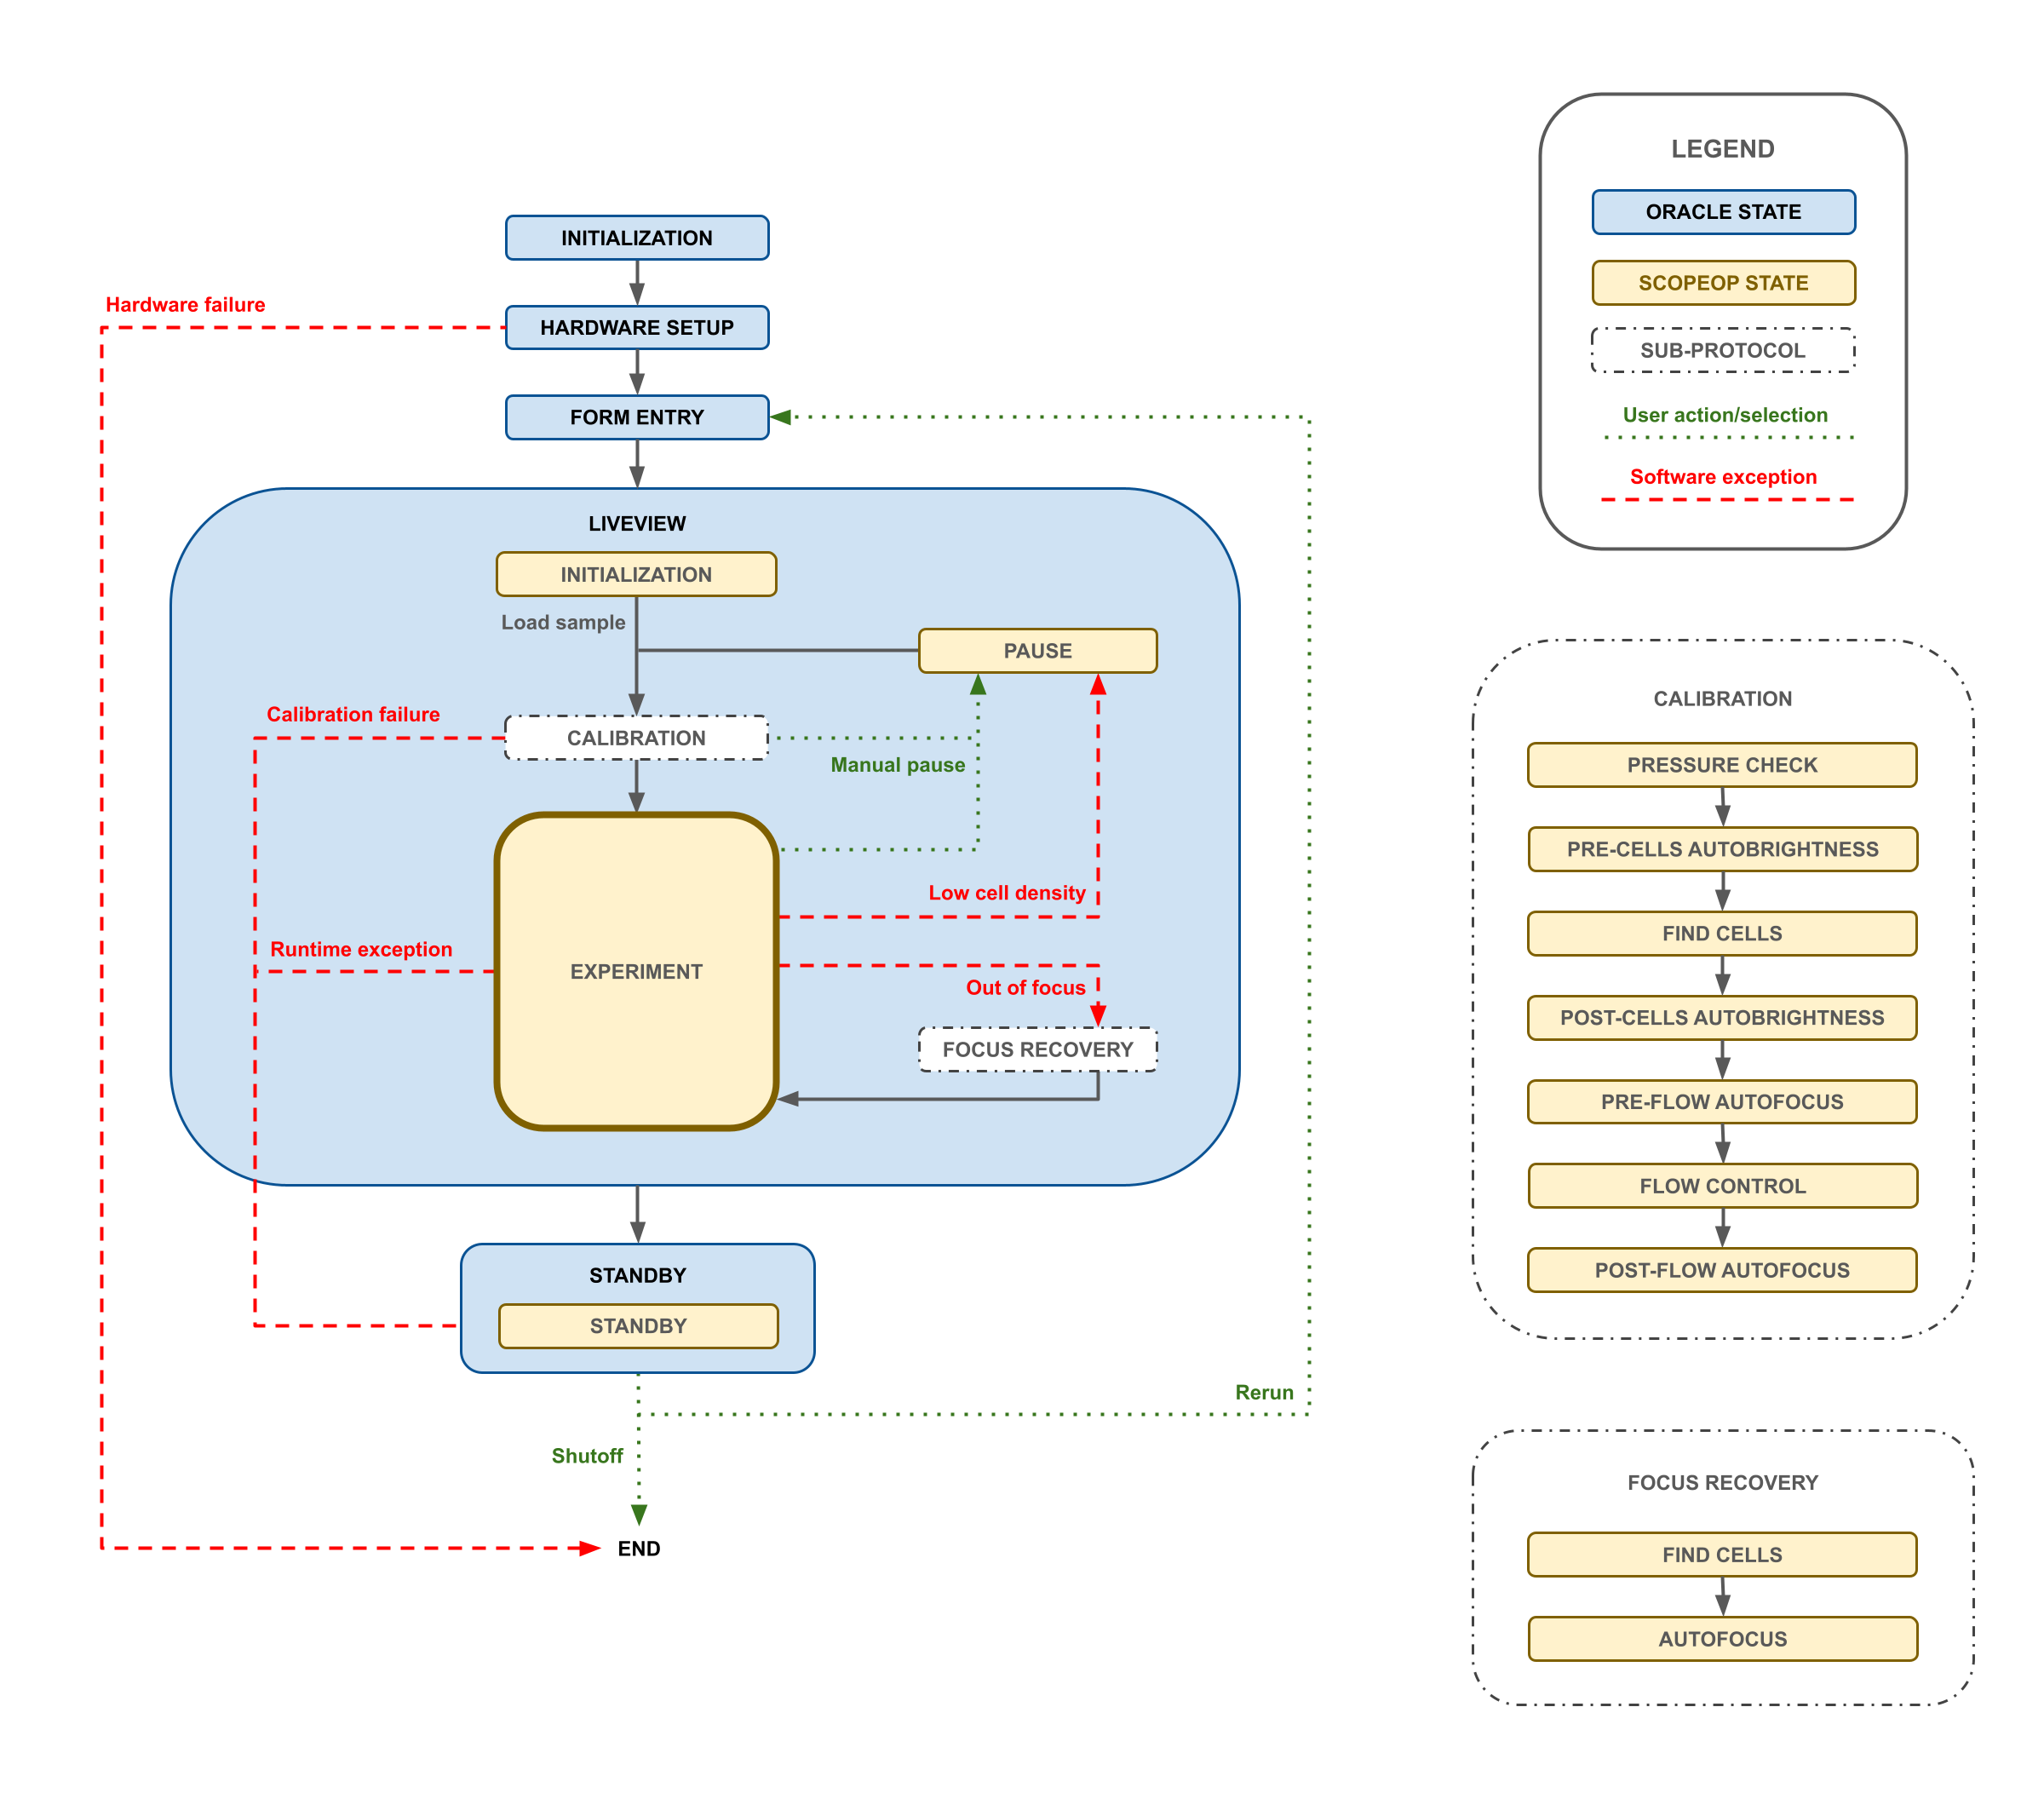 INITIALIZATION
Hardware failure
HARDWARE SETUP
FORM ENTRY
LIVEVIEW
INITIALIZATION
Load sample
PAUSE
Calibration failure
CALIBRATION
Manual pause
Low cell density
Runtime exception
EXPERIMENT
Out of focus
FOCUS RECOVERY
STANDBY
STANDBY
Rerun
Shutoff
END
LEGEND
ORACLE STATE
SCOPEOP STATE
SUB-PROTOCOL
User action/selection
Software exception
CALIBRATION
PRESSURE CHECK
PRE-CELLS AUTOBRIGHTNESS
FIND CELLS
POST-CELLS AUTOBRIGHTNESS
PRE-FLOW AUTOFOCUS
FLOW CONTROL
POST-FLOW AUTOFOCUS
FOCUS RECOVERY
FIND CELLS
AUTOFOCUS